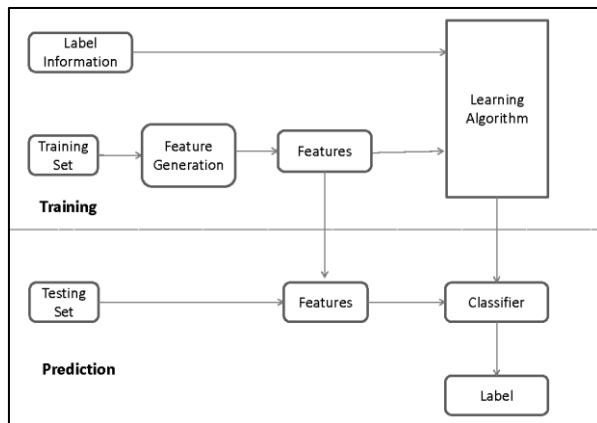 Label
Information
Learning
Algorithm
Training
Set
Feature
Generation
Features
Training
Testing
Set
Features
Classifier
Prediction
Label